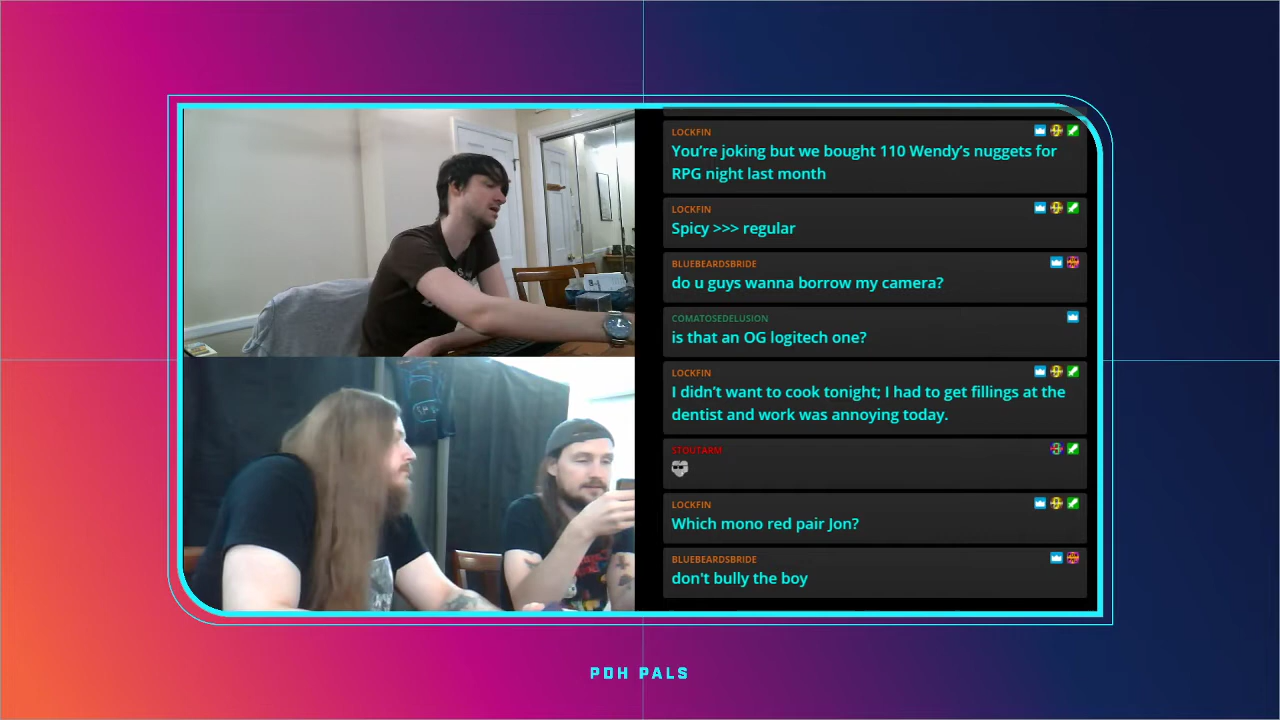 LOCKFIN
You're joking but we bought 110 Wendy's nuggets for
RPG night last month
LOCKFIN
Spicy >>> regular
BLUEBEARDSBRIDE
do u guys wanna borrow my camera?
COMATOSEDELUSION
is that an OG logitech one?
LOCKFIN
I didn't want to cook tonight; I had to get fillings at the
dentist and work was annoying today.
STOUTARM
LOCKFIN
Which mono red pair Jon?
BLUEBEARDSBRIDE
don't bully the boy
PDH PALS